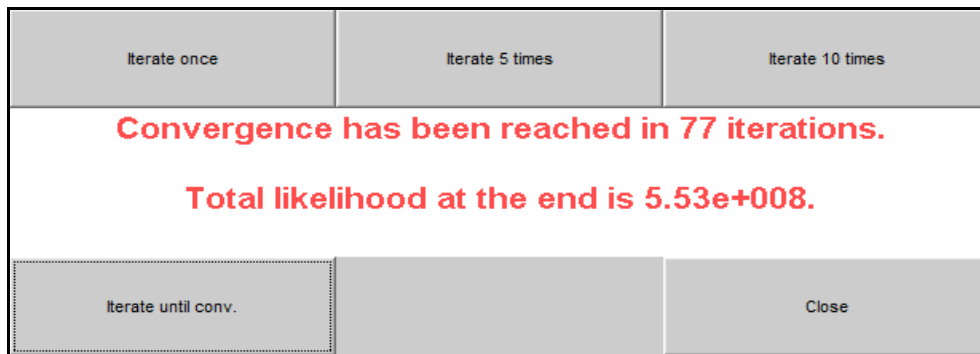 Iterate once
Iterate 5 times
Iterate 10 times
Convergence has been reached in 77 iterations.
Total likelihood at the end is 5.53e+008.
Iterate until conv.
Close